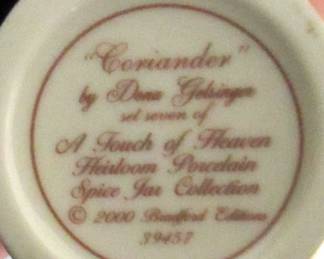 "Coriander"
by Dona Gelsinger
set seven of
A Touch of Heaven
Heirloom Porcelain
Spice Jar Collection
© 2000 Bradford Editions
39457